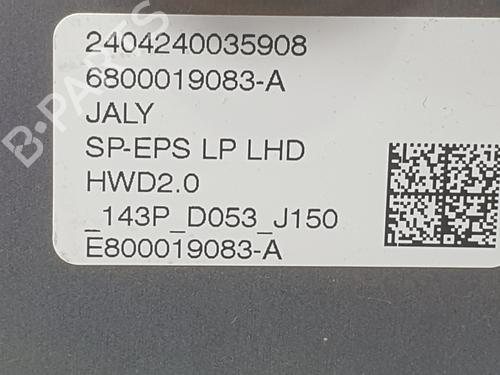 2404240035908
6800019083-A
JALY
SP-EPS LP LHD
HWD2.0
_143P_D053_J150
E800019083-A
B-PARTS